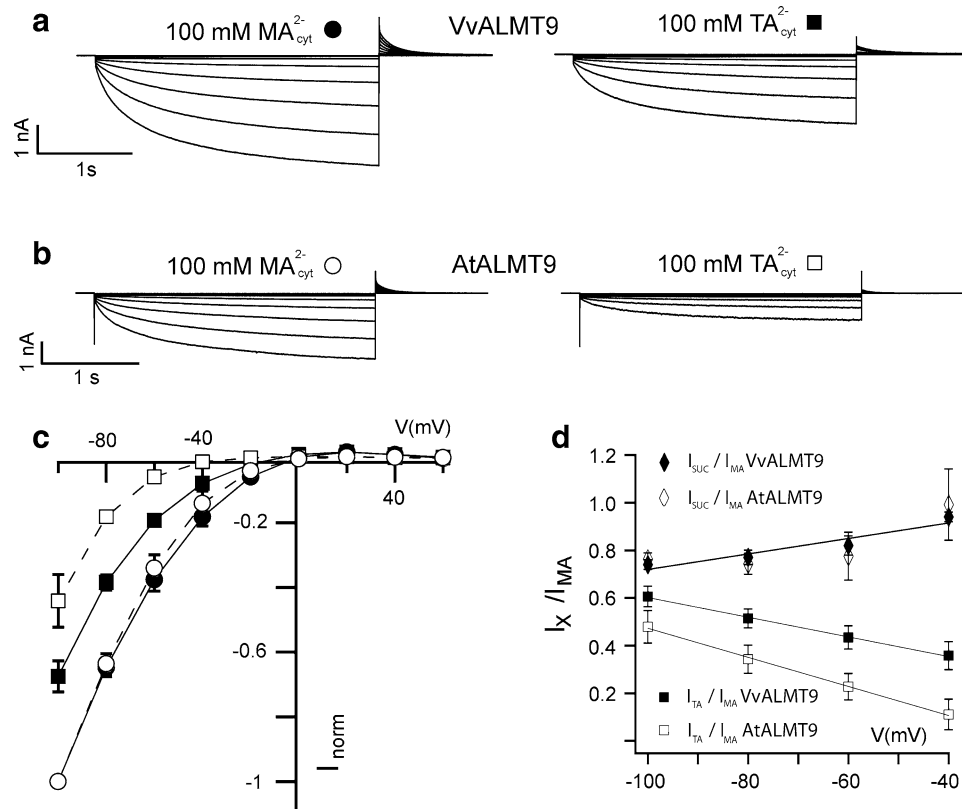 a
100 mM MA2-cyt ● VvALMT9 100 mM TA2-cyt ■
1 nA
1s
b
100 mM MA2-cyt ○ AtALMT9 100 mM TA2-cyt □
1 nA
1 s
c
V(mV)
-80 -40
40
-0.2
-0.6
-1
Inorm
d
IX /IMA
1.2
1.0
0.8
0.6
0.4
0.2
♦ ISUC / IMA VvALMT9
◊ ISUC / IMA AtALMT9
■ ITA / IMA VvALMT9
□ ITA / IMA AtALMT9
V(mV)
-100 -80 -60 -40